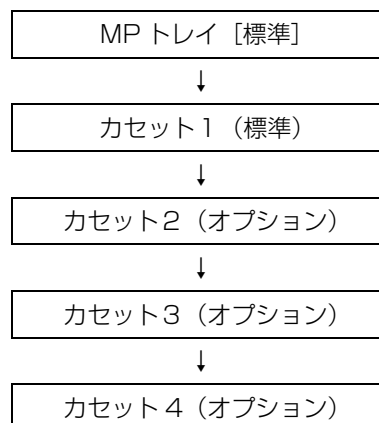 MP トレイ［標準］
↓
カセット1（標準）
↓
カセット2（オプション）
↓
カセット3（オプション）
↓
カセット4（オプション）